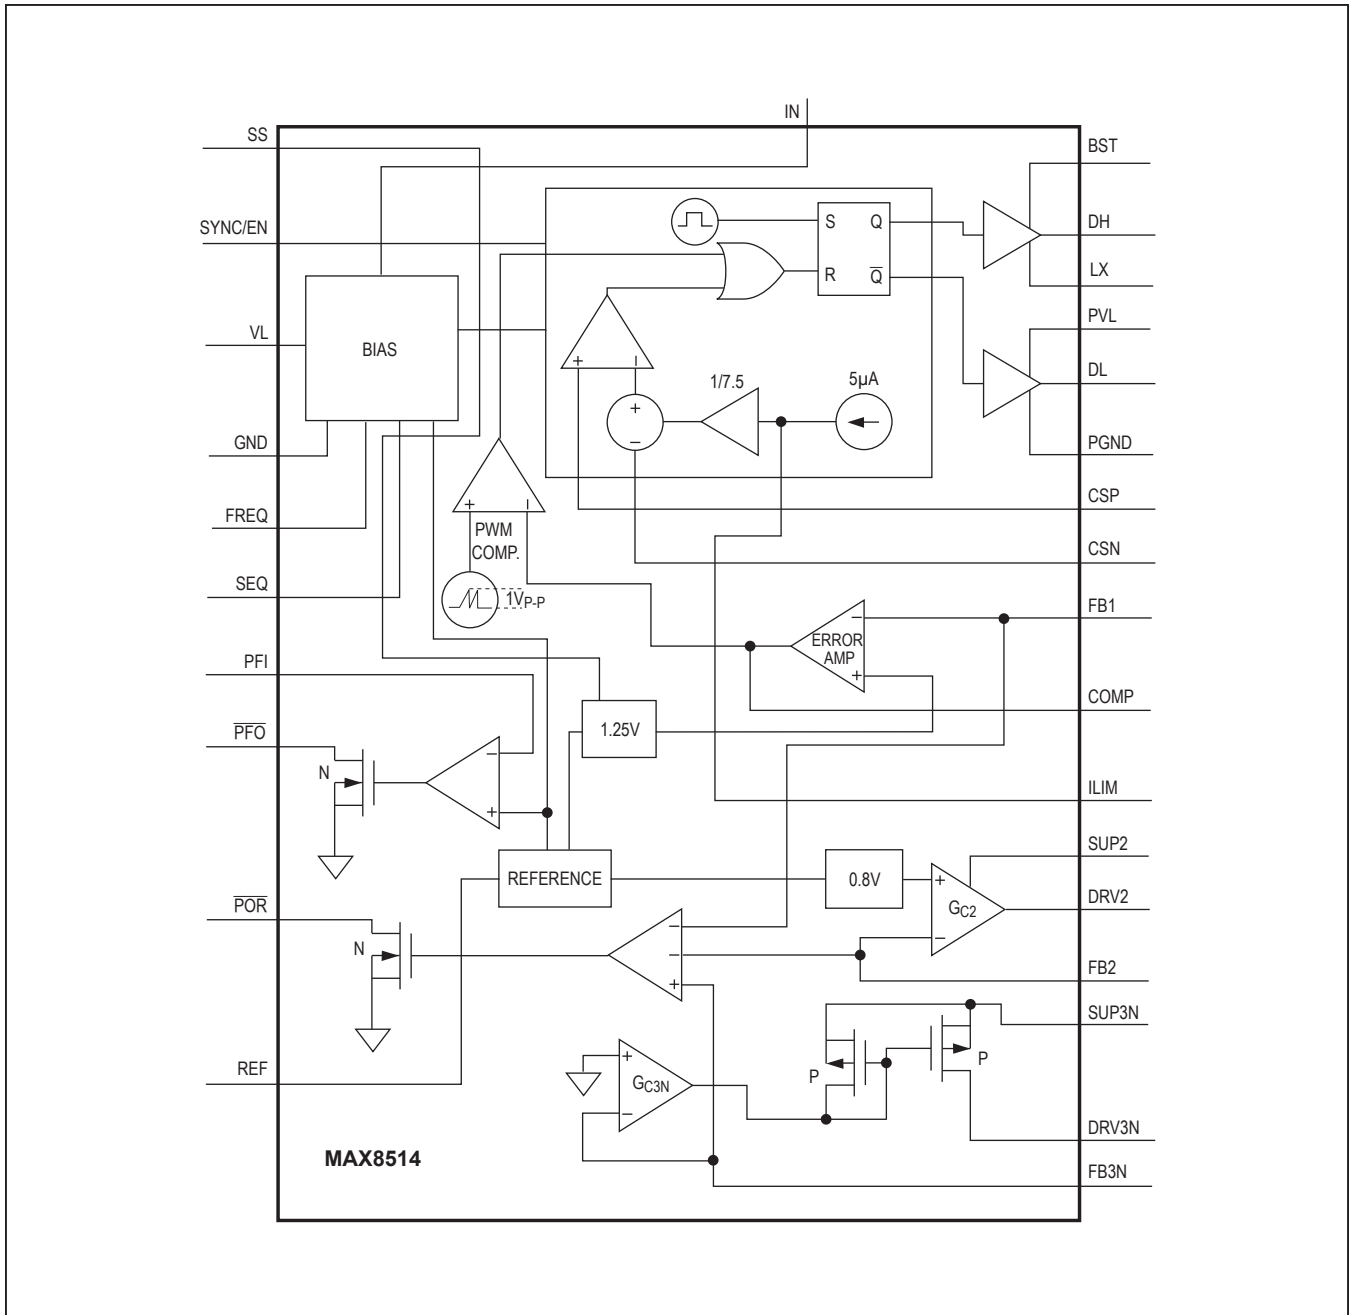 IN
SS
BST
SYNC/EN
S Q
DH
R Q̅
LX
VL
PVL
BIAS
DL
1/7.5
5µA
+ –
+
–
GND
PGND
CSP
+ –
FREQ
PWM
COMP.
CSN
SEQ
1VP-P
FB1
–
ERROR
AMP
+
PFI
COMP
P̅F̅O̅
1.25V
N
–
+
ILIM
SUP2
REFERENCE
0.8V
+
GC2
–
DRV2
P̅O̅R̅
N
–
–
+
FB2
SUP3N
REF
+
GC3N
–
P
P
DRV3N
MAX8514
FB3N